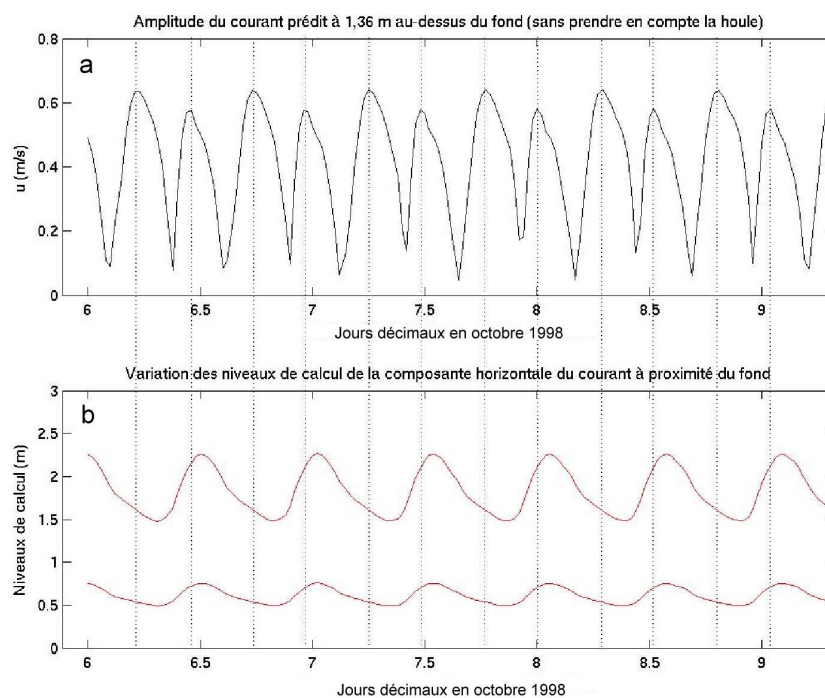 Amplitude du courant prédit à 1,36 m au-dessus du fond (sans prendre en compte la houle)
a
0.8
0.6
0.4
0.2
0
u (m/s)
6 6.5 7 7.5 8 8.5 9
Jours décimaux en octobre 1998
Variation des niveaux de calcul de la composante horizontale du courant à proximité du fond
b
3
2.5
2
1.5
1
0.5
0
Niveaux de calcul (m)
6 6.5 7 7.5 8 8.5 9
Jours décimaux en octobre 1998